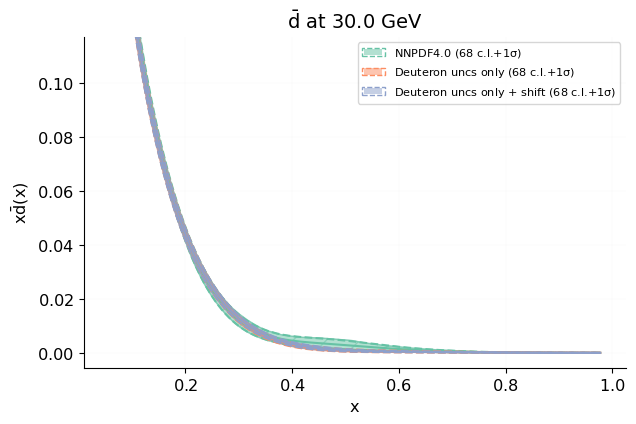 d̄ at 30.0 GeV
NNPDF4.0 (68 c.l.+1σ)
Deuteron uncs only (68 c.l.+1σ)
Deuteron uncs only + shift (68 c.l.+1σ)
xd̄(x)
0.10
0.08
0.06
0.04
0.02
0.00
0.2 0.4 0.6 0.8 1.0
x